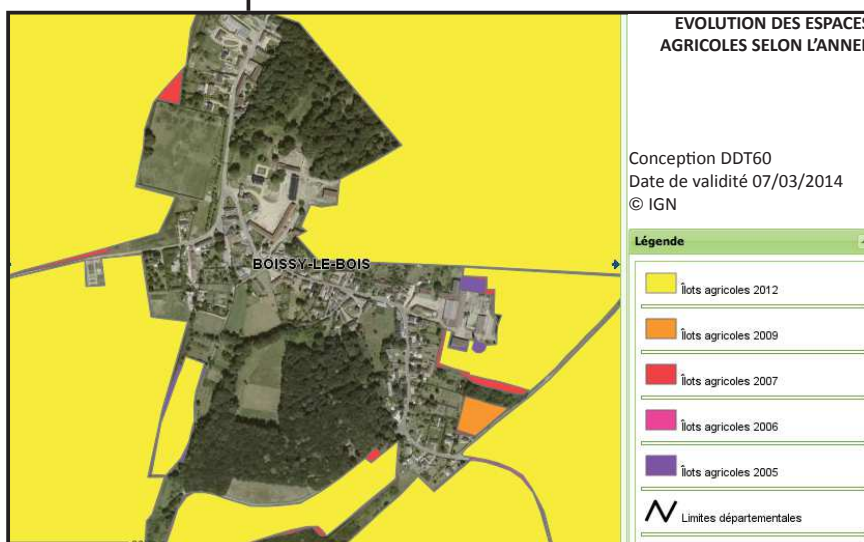 EVOLUTION DES ESPACES
AGRICOLES SELON L'ANNEE
Conception DDT60
Date de validité 07/03/2014
© IGN
BOISSY-LE-BOIS
Légende
Îlots agricoles 2012
Îlots agricoles 2009
Îlots agricoles 2007
Îlots agricoles 2006
Îlots agricoles 2005
Limites départementales